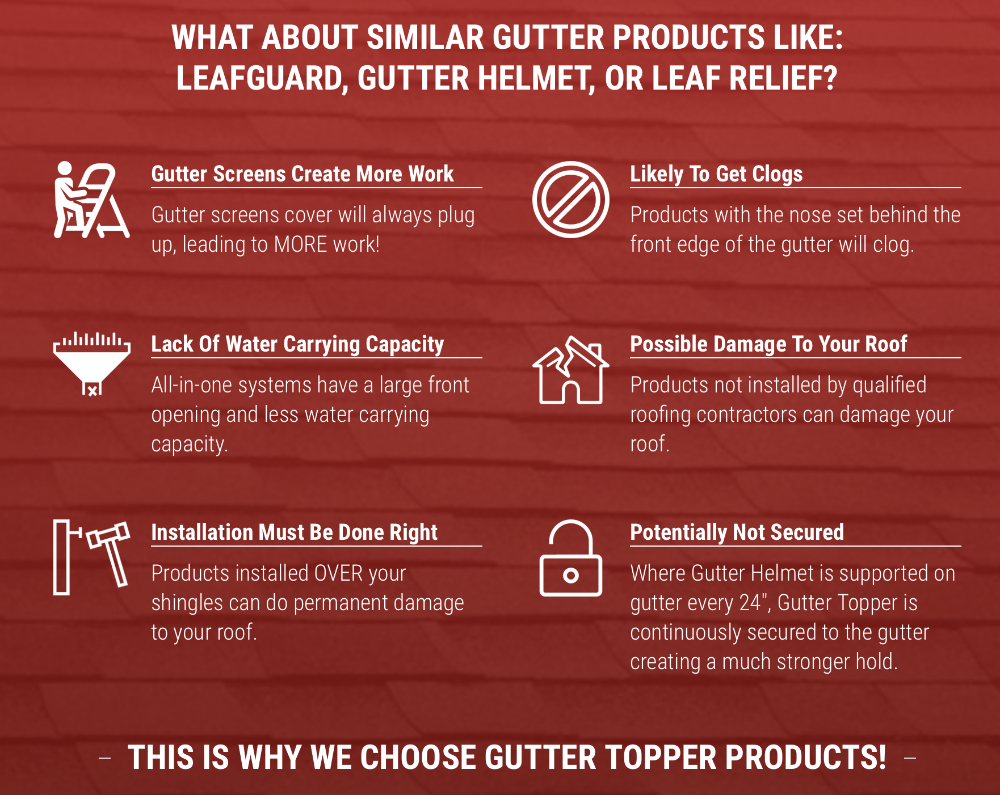 WHAT ABOUT SIMILAR GUTTER PRODUCTS LIKE:
LEAFGUARD, GUTTER HELMET, OR LEAF RELIEF?
Gutter Screens Create More Work
Gutter screens cover will always plug
up, leading to MORE work!
Likely To Get Clogs
Products with the nose set behind the
front edge of the gutter will clog.
Lack Of Water Carrying Capacity
All-in-one systems have a large front
opening and less water carrying
capacity.
Possible Damage To Your Roof
Products not installed by qualified
roofing contractors can damage your
roof.
Installation Must Be Done Right
Products installed OVER your
shingles can do permanent damage
to your roof.
Potentially Not Secured
Where Gutter Helmet is supported on
gutter every 24", Gutter Topper is
continuously secured to the gutter
creating a much stronger hold.
– THIS IS WHY WE CHOOSE GUTTER TOPPER PRODUCTS! –